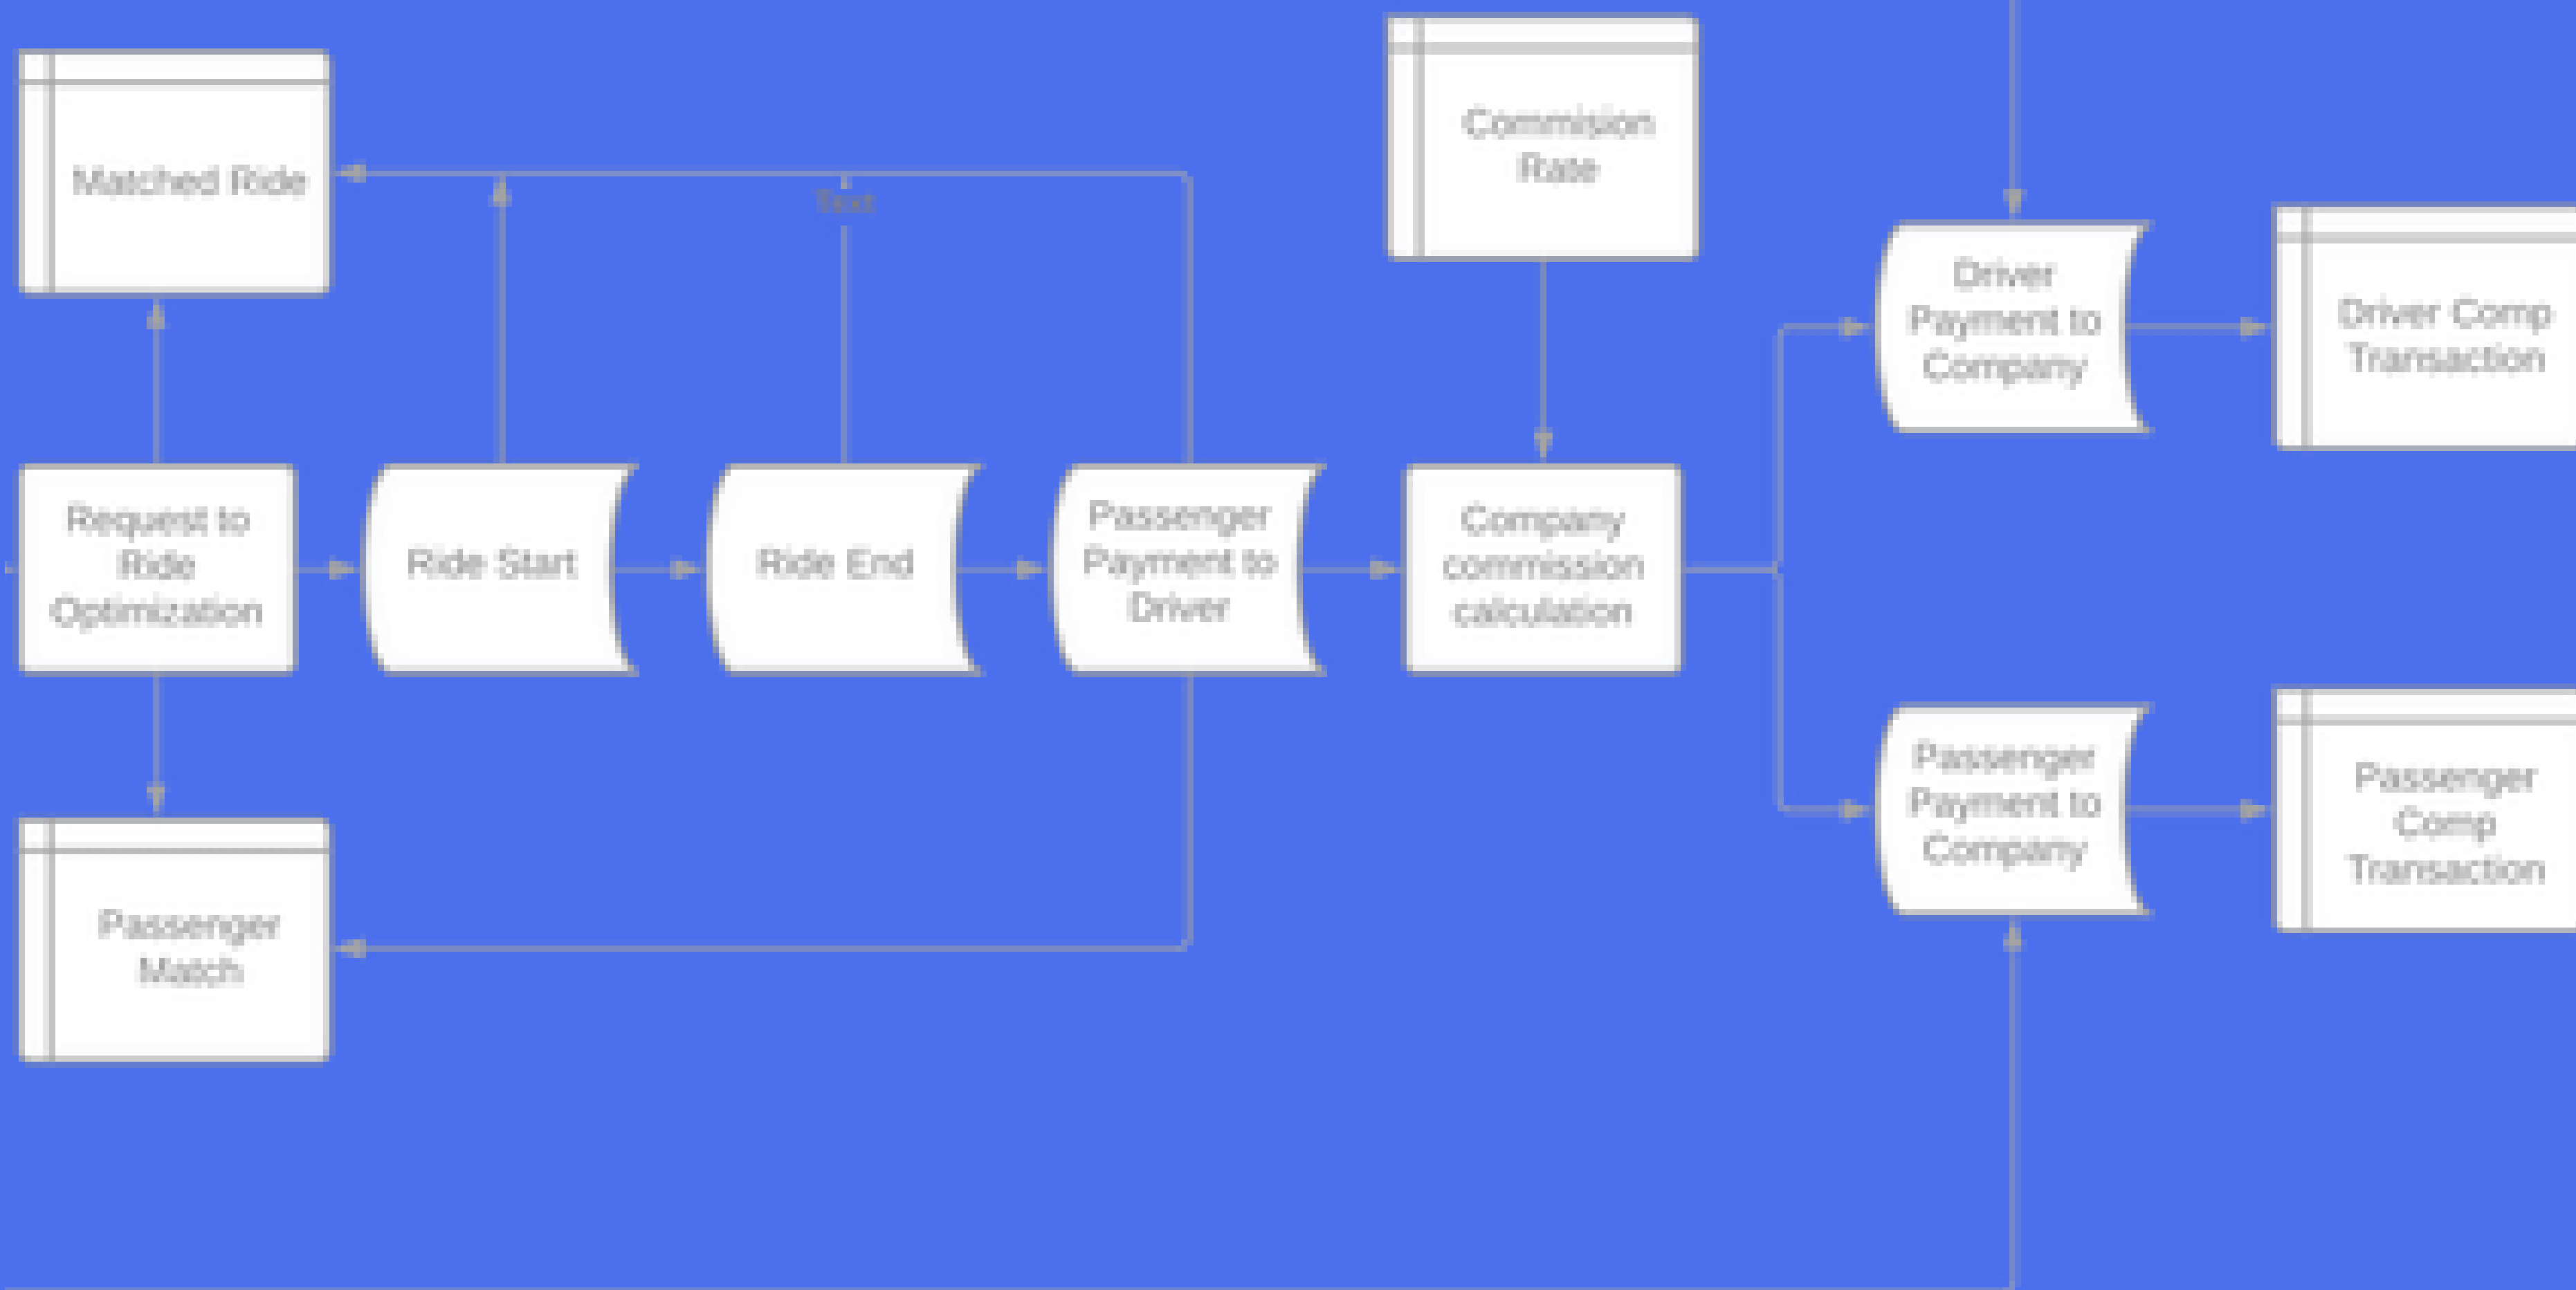 Commision
Rate
Matched Ride
Text
Driver
Payment to
Company
Driver Comp
Transaction
Request to
Ride
Optimization
Ride Start
Ride End
Passenger
Payment to
Driver
Company
commission
calculation
Passenger
Payment to
Company
Passenger
Comp
Transaction
Passenger
Match